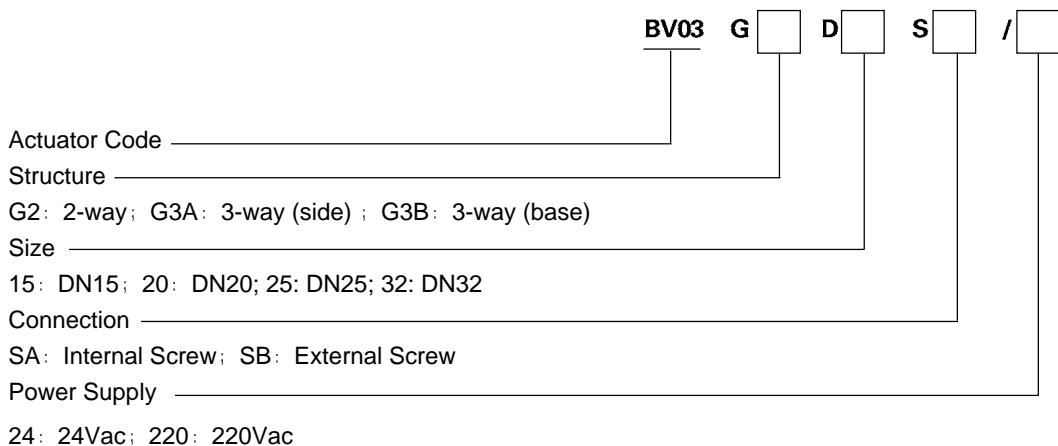 BV03 G D S /
Actuator Code
Structure
G2： 2-way； G3A： 3-way (side) ； G3B： 3-way (base)
Size
15： DN15； 20： DN20; 25: DN25; 32: DN32
Connection
SA： Internal Screw； SB： External Screw
Power Supply
24： 24Vac； 220： 220Vac